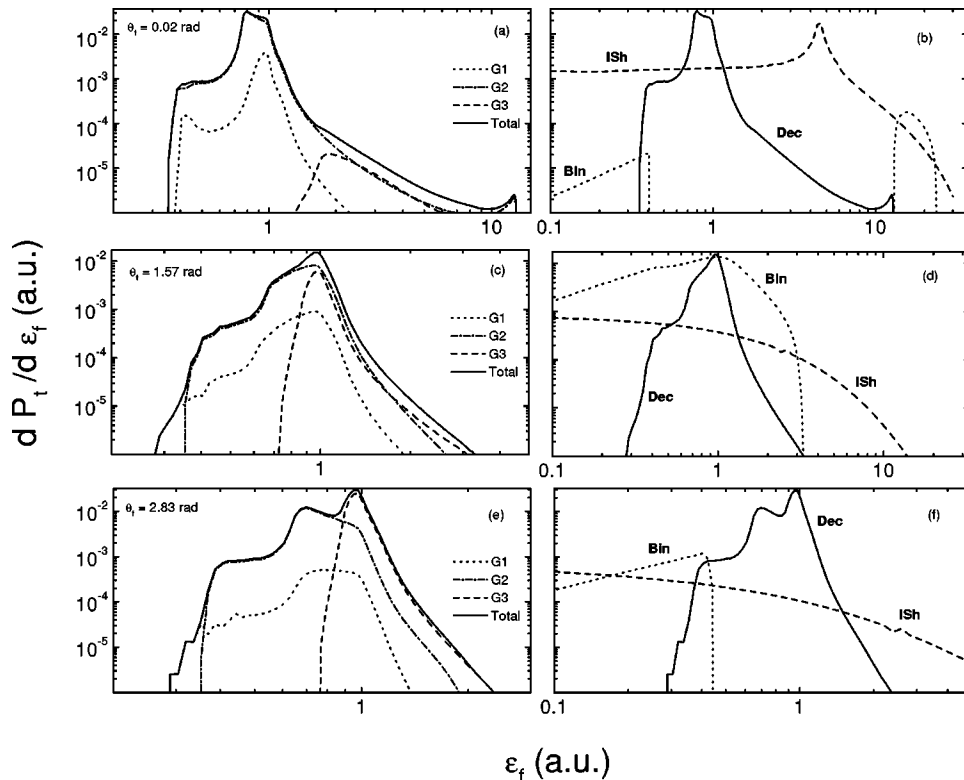 10⁻²
10⁻³
10⁻⁴
10⁻⁵
θf = 0.02 rad
(a)
G1
G2
G3
Total
1
10
ISh
(b)
Dec
Bin
0.1
1
10
10⁻²
10⁻³
10⁻⁴
10⁻⁵
θf = 1.57 rad
(c)
G1
G2
G3
Total
1
(d)
Bin
ISh
Dec
0.1
1
10
10⁻²
10⁻³
10⁻⁴
10⁻⁵
θf = 2.83 rad
(e)
G1
G2
G3
Total
1
(f)
Dec
Bin
ISh
0.1
1
d Pt / d εf (a.u.)
εf (a.u.)